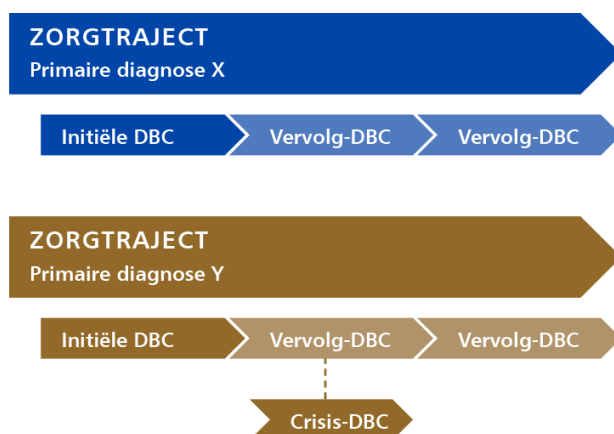 ZORGTRAJECT
Primaire diagnose X
Initiële DBC
Vervolg-DBC
Vervolg-DBC
ZORGTRAJECT
Primaire diagnose Y
Initiële DBC
Vervolg-DBC
Vervolg-DBC
Crisis-DBC